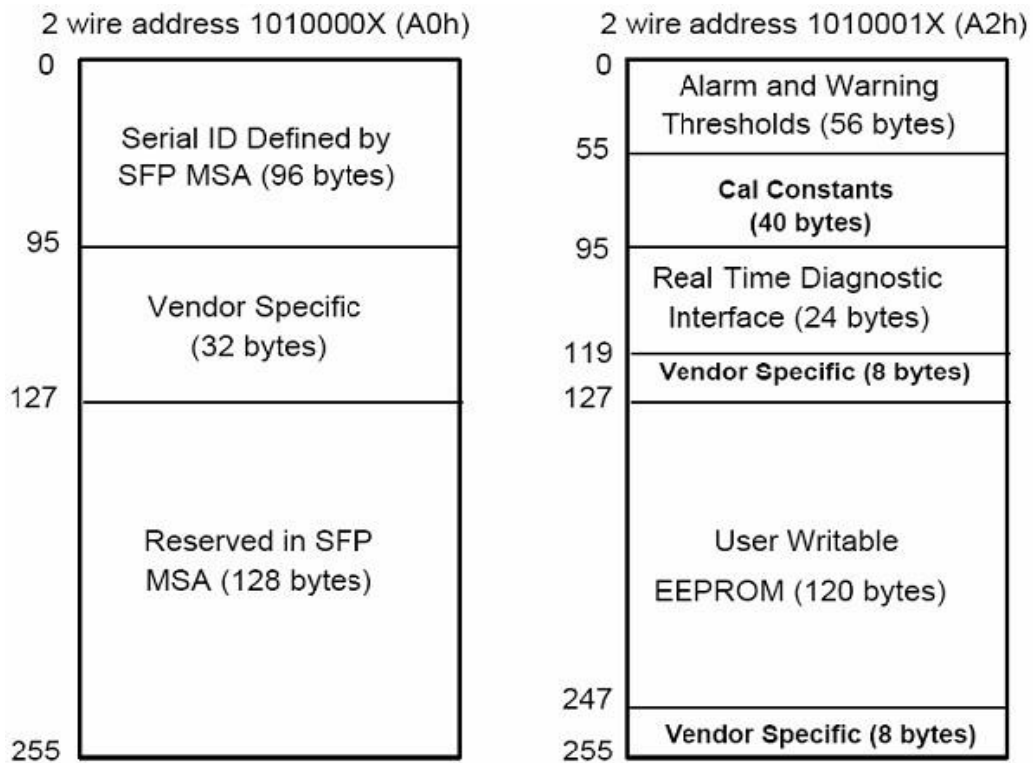 2 wire address 1010000X (A0h)
0
Serial ID Defined by
SFP MSA (96 bytes)
95
Vendor Specific
(32 bytes)
127
Reserved in SFP
MSA (128 bytes)
255
2 wire address 1010001X (A2h)
0
Alarm and Warning
Thresholds (56 bytes)
55
Cal Constants
(40 bytes)
95
Real Time Diagnostic
Interface (24 bytes)
119
Vendor Specific (8 bytes)
127
User Writable
EEPROM (120 bytes)
247
Vendor Specific (8 bytes)
255